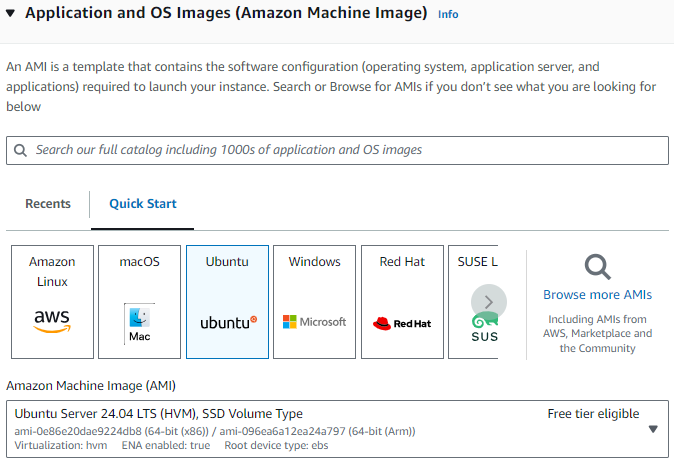 Application and OS Images (Amazon Machine Image) Info
An AMI is a template that contains the software configuration (operating system, application server, and
applications) required to launch your instance. Search or Browse for AMIs if you don't see what you are looking for
below
Search our full catalog including 1000s of application and OS images
Recents
Quick Start
Amazon
Linux
aws
macOS
Mac
Ubuntu
ubuntu
Windows
Microsoft
Red Hat
Red Hat
SUSE L
SUS
Browse more AMIs
Including AMIs from
AWS, Marketplace and
the Community
Amazon Machine Image (AMI)
Ubuntu Server 24.04 LTS (HVM), SSD Volume Type
Free tier eligible
ami-0e86e20dae9224db8 (64-bit (x86)) / ami-096ea6a12ea24a797 (64-bit (Arm))
Virtualization: hvm ENA enabled: true Root device type: ebs